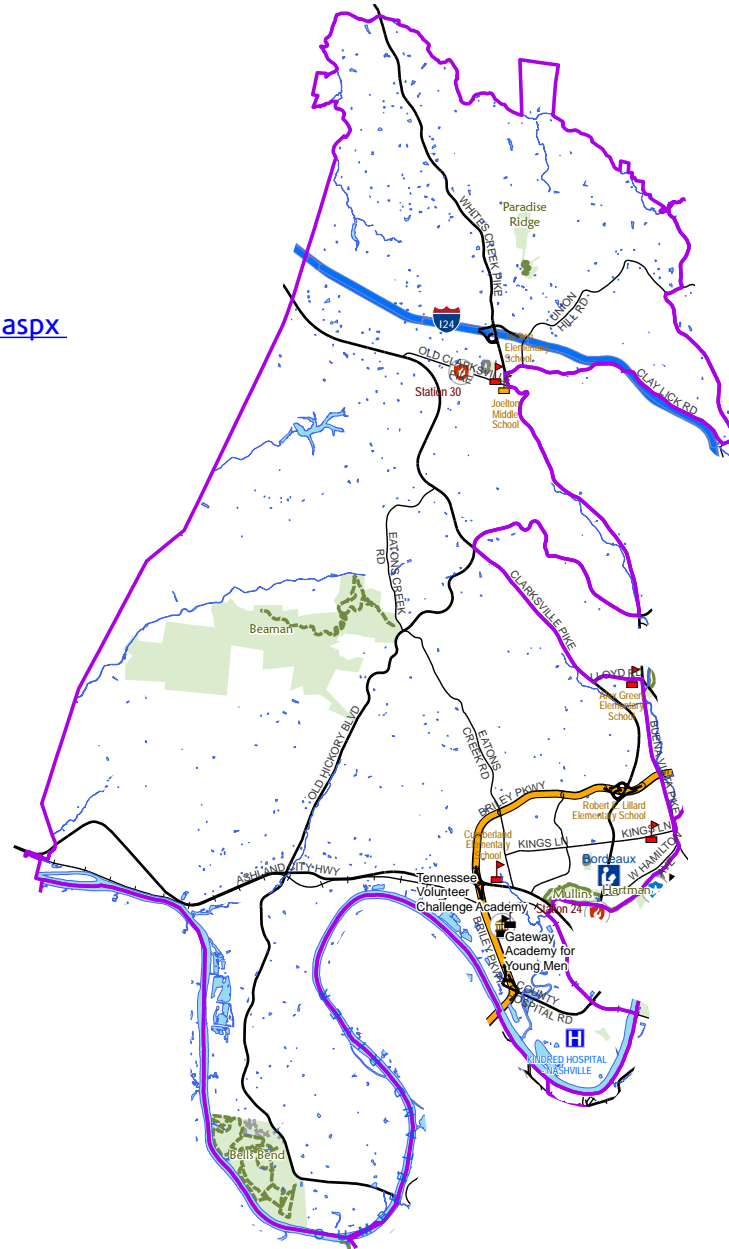 Paradise
Ridge
WHITES CREEK PIKE
UNION
HILL RD
aspx
124
Elementary
School
OLD CLARKSVILLE
PIKE
CLAY LICK RD
Station 30
Joelton
Middle
School
EATONS CREEK
RD
CLARKSVILLE PIKE
Beaman
LLOYD RD
Alex Green
Elementary
School
OLD HICKORY BLVD
EATONS
CREEK RD
BUENA VISTA PIKE
BRILEY PKWY
Robert E. Lillard
Elementary School
Cumberland
Elementary
School
KINGS LN
KINGS LN
Bordeaux
W HAMILTON
ASHLAND CITY HWY
Tennessee
Volunteer
Challenge Academy
Mullins
Hartman
Station 24
BRILEY PKWY
Gateway
Academy for
Young Men
COUNTY
HOSPITAL RD
H
KINDRED HOSPITAL
NASHVILLE
Bells Bend